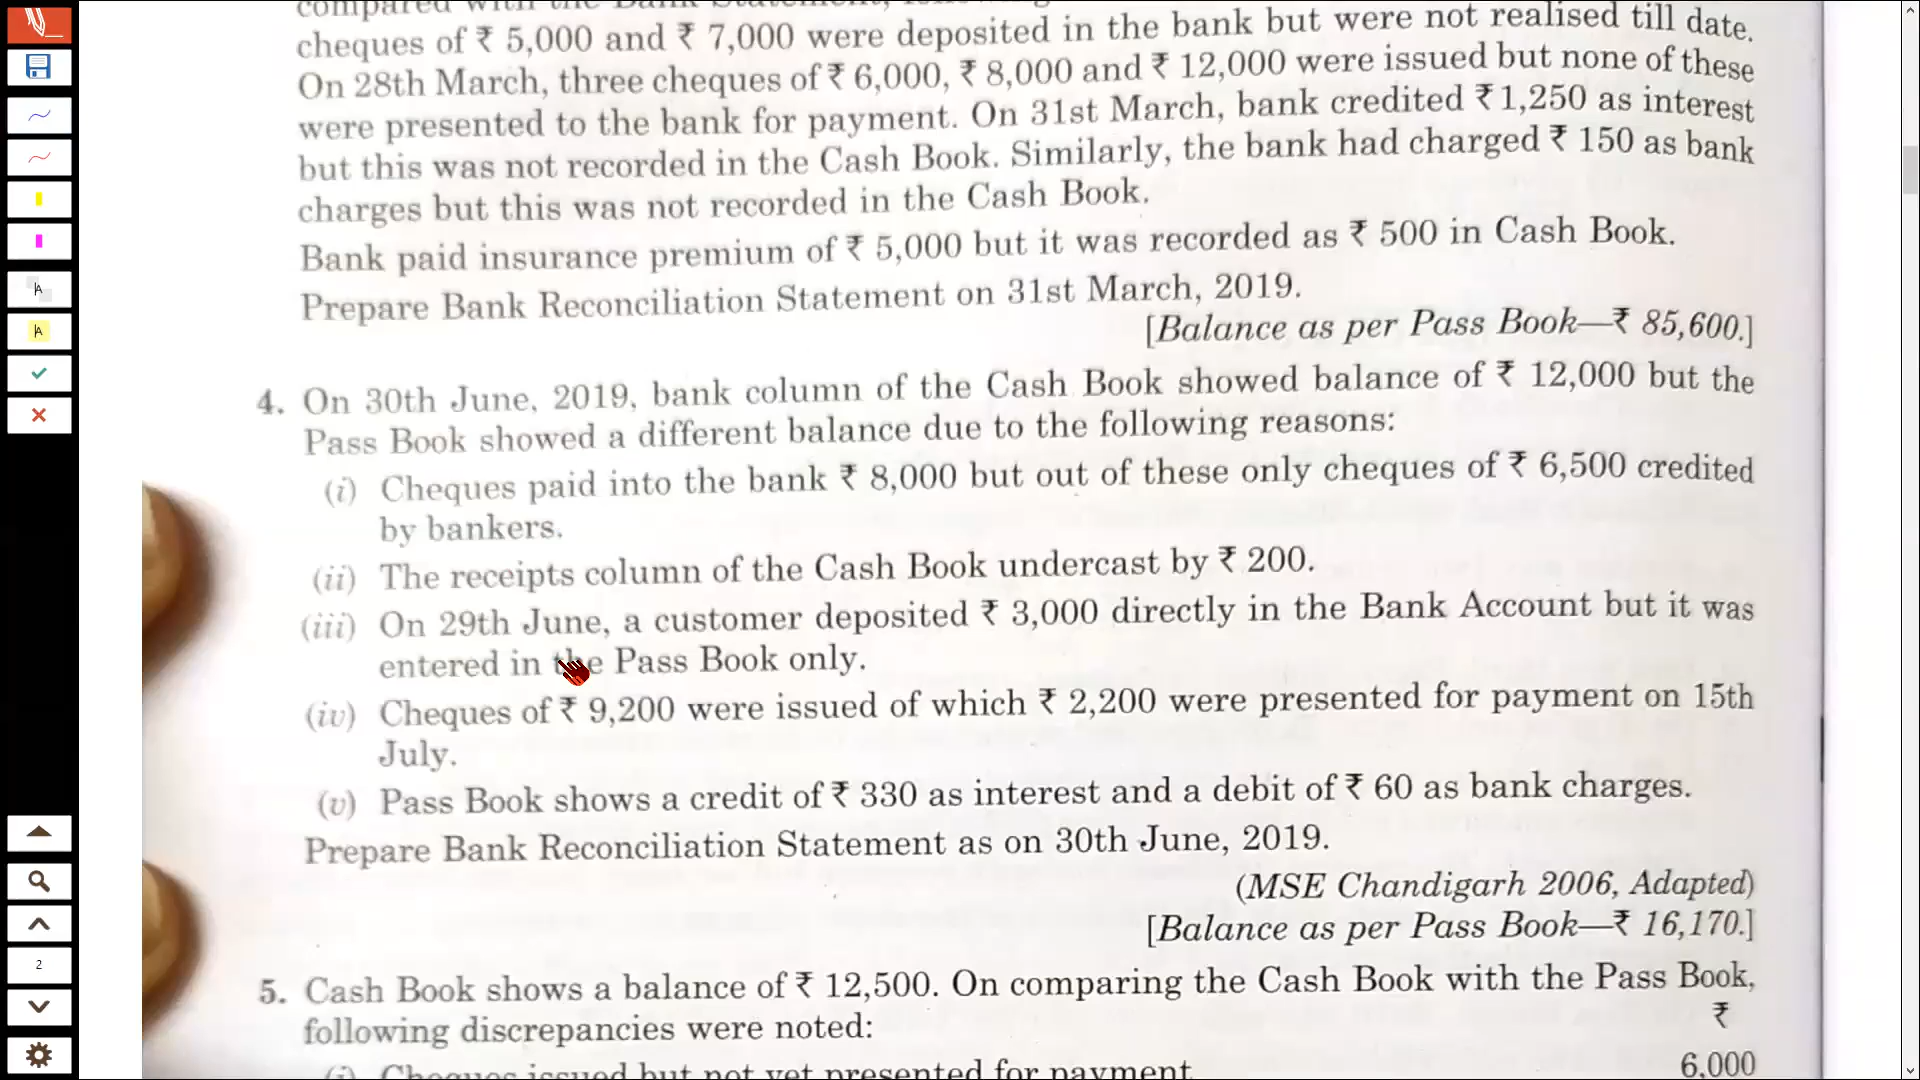 compared with the Bank Statement,
cheques of ₹ 5,000 and ₹ 7,000 were deposited in the bank but were not realised till date.
On 28th March, three cheques of ₹ 6,000, ₹ 8,000 and ₹ 12,000 were issued but none of these
were presented to the bank for payment. On 31st March, bank credited ₹ 1,250 as interest
but this was not recorded in the Cash Book. Similarly, the bank had charged ₹ 150 as bank
charges but this was not recorded in the Cash Book.
Bank paid insurance premium of ₹ 5,000 but it was recorded as ₹ 500 in Cash Book.
Prepare Bank Reconciliation Statement on 31st March, 2019.
[Balance as per Pass Book—₹ 85,600.]
4. On 30th June, 2019, bank column of the Cash Book showed balance of ₹ 12,000 but the
Pass Book showed a different balance due to the following reasons:
(i) Cheques paid into the bank ₹ 8,000 but out of these only cheques of ₹ 6,500 credited
by bankers.
(ii) The receipts column of the Cash Book undercast by ₹ 200.
(iii) On 29th June, a customer deposited ₹ 3,000 directly in the Bank Account but it was
entered in the Pass Book only.
(iv) Cheques of ₹ 9,200 were issued of which ₹ 2,200 were presented for payment on 15th
July.
(v) Pass Book shows a credit of ₹ 330 as interest and a debit of ₹ 60 as bank charges.
Prepare Bank Reconciliation Statement as on 30th June, 2019.
(MSE Chandigarh 2006, Adapted)
[Balance as per Pass Book—₹ 16,170.]
5. Cash Book shows a balance of ₹ 12,500. On comparing the Cash Book with the Pass Book,
following discrepancies were noted:
₹
(i) Cheques issued but not yet presented for payment 6,000
A
A
2